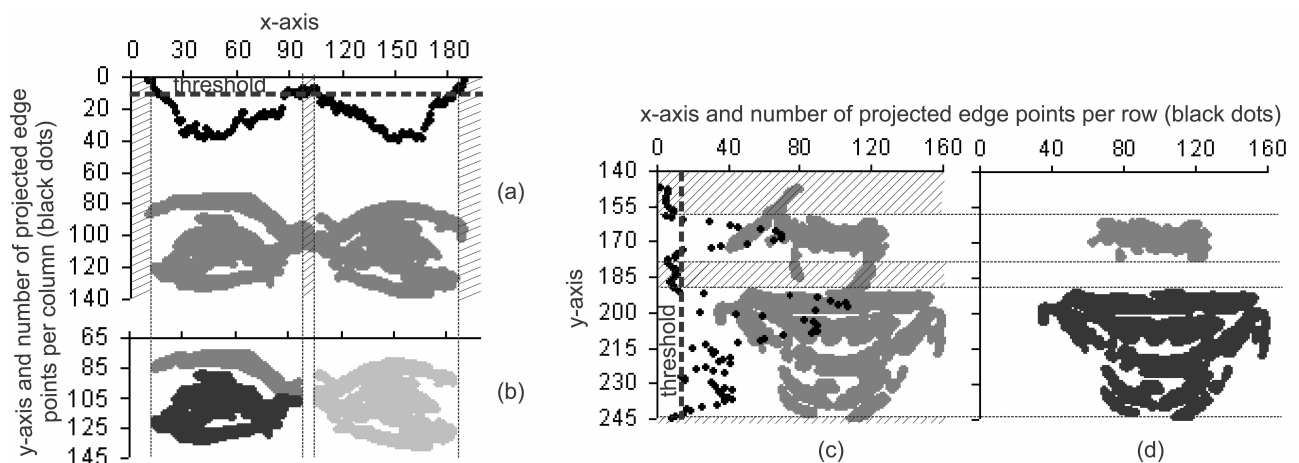 x-axis
0 30 60 90 120 150 180
0
threshold
20
40
60
80
100
120
140
y-axis and number of projected edge
points per column (black dots)
(a)
65
85
105
125
145
(b)
x-axis and number of projected edge points per row (black dots)
0 40 80 120 160
140
155
170
185
200
215
230
245
y-axis
threshold
(c)
40 80 120 160
(d)